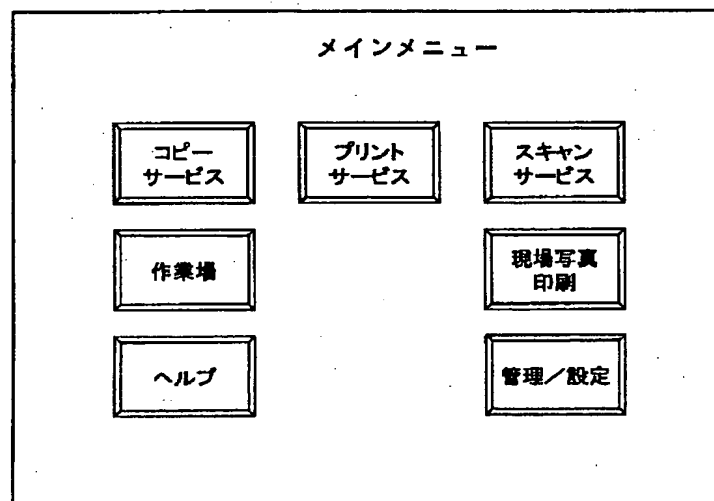 メインメニュー
コピー
サービス
プリント
サービス
スキャン
サービス
作業場
現場写真
印刷
ヘルプ
管理／設定